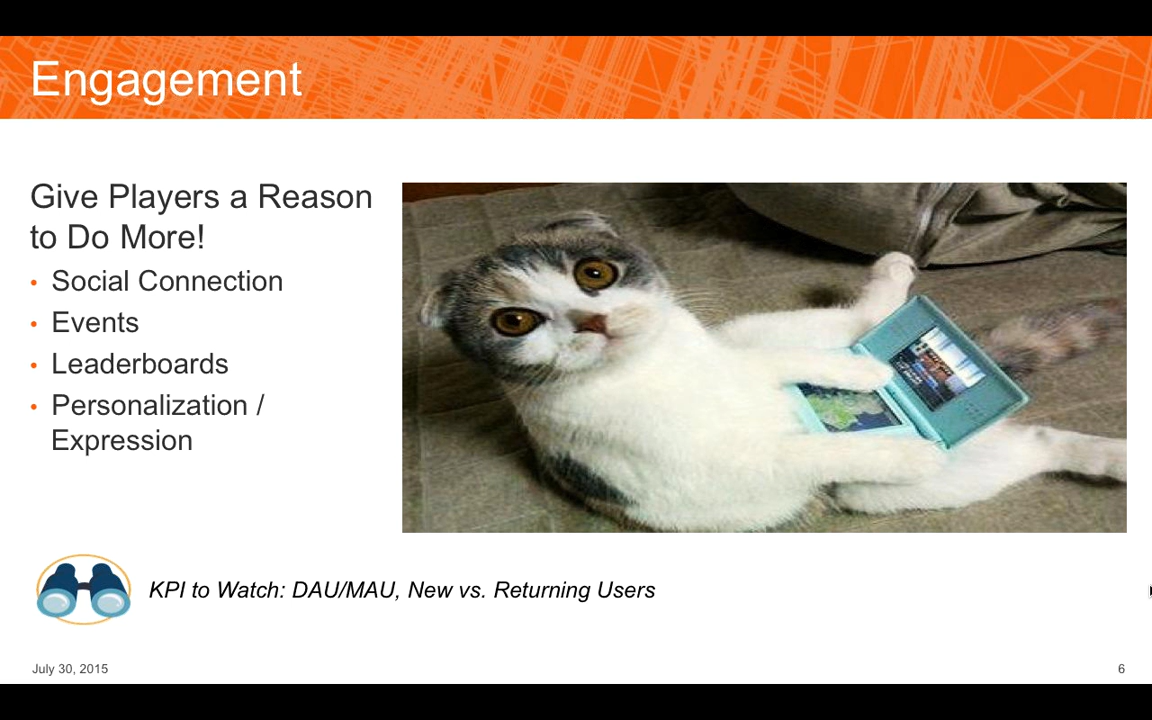 Engagement
Give Players a Reason
to Do More!
• Social Connection
• Events
• Leaderboards
• Personalization /
Expression
KPI to Watch: DAU/MAU, New vs. Returning Users
July 30, 2015
6